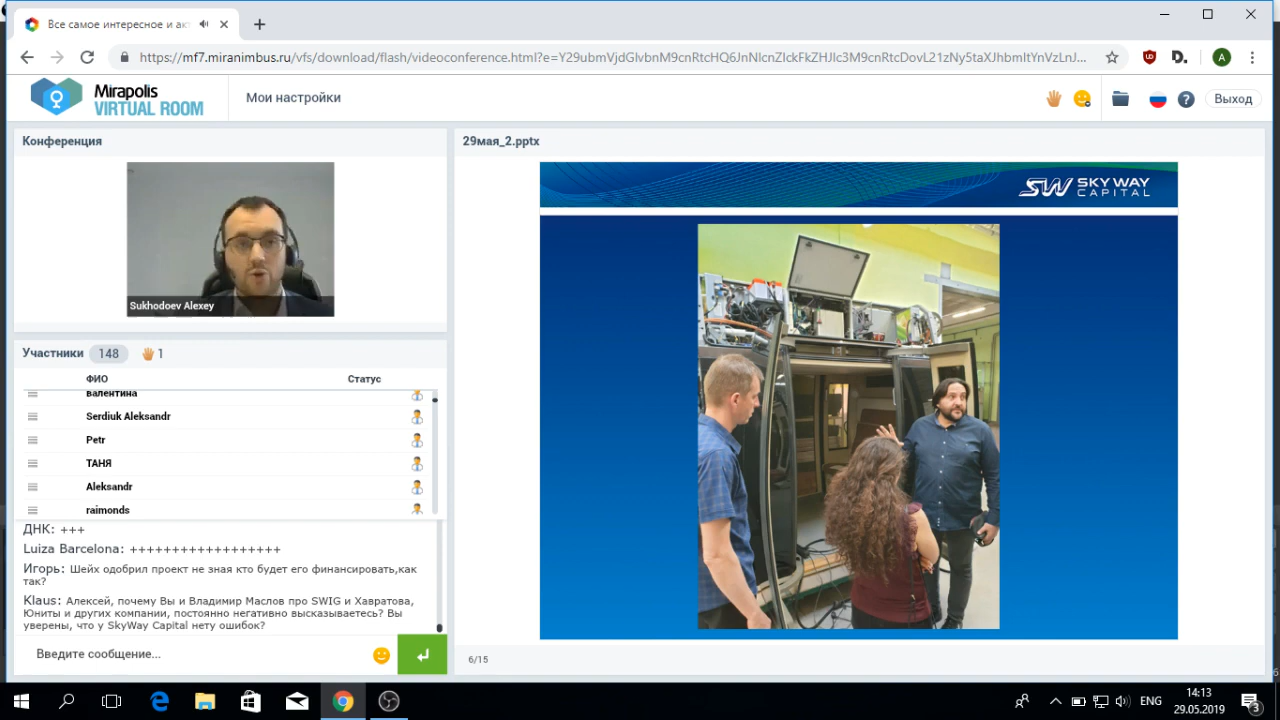 Все самое интересное и ак
https://mf7.miranimbus.ru/vfs/download/flash/videoconference.html?e=Y29ubmVjdGlvbnM9cnRtcHQ6JnNlcnZlckFkZHJlc3M9cnRtcDovL21zNy5taXJhbmltYnVzLnJ...
A
Mirapolis
VIRTUAL ROOM
Мои настройки
Выход
Конференция
Sukhodoev Alexey
Участники 148 1
ФИО Статус
валентина
Serdiuk Aleksandr
Petr
ТАНЯ
Aleksandr
raimonds
ДНК: +++
Luiza Barcelona: ++++++++++++++++++
Игорь: Шейх одобрил проект не зная кто будет его финансировать,как
так?
Klaus: Алексей, почему Вы и Владимир Маслов про SWIG и Хавратова,
Юниты и других компании, постоянно негативно высказываетесь? Вы
уверены, что у SkyWay Capital нету ошибок?
Введите сообщение...
29мая_2.pptx
SW SKY WAY
CAPITAL
6/15
ENG
14:13
29.05.2019
3